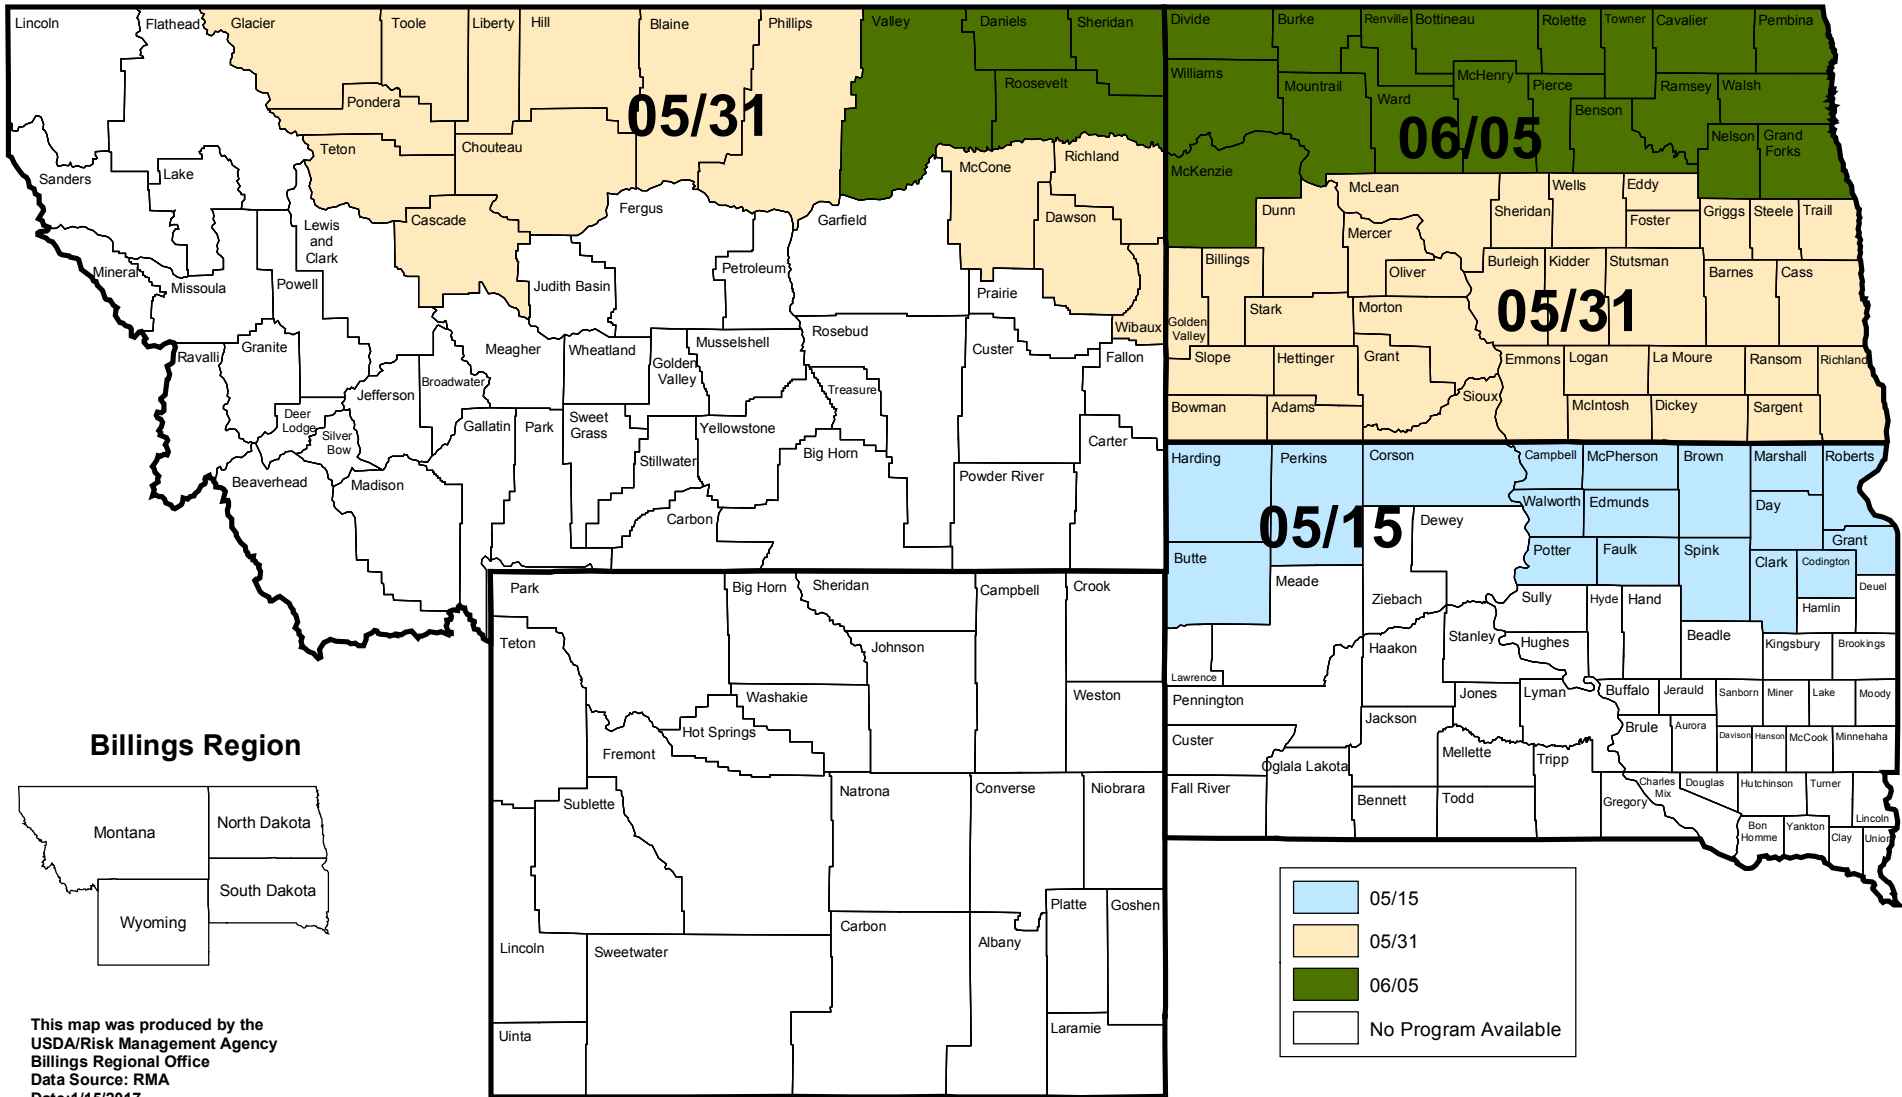 Lincoln
Flathead
Glacier
Toole
Liberty
Hill
Blaine
Phillips
Valley
Daniels
Sheridan
Roosevelt
Pondera
Teton
Chouteau
05/31
Sanders
Lake
Lewis
and
Clark
Cascade
Fergus
Garfield
McCone
Richland
Dawson
Mineral
Missoula
Powell
Judith Basin
Petroleum
Prairie
Wibaux
Ravalli
Granite
Meagher
Wheatland
Golden
Valley
Musselshell
Rosebud
Custer
Fallon
Deer
Lodge
Silver
Bow
Jefferson
Broadwater
Gallatin
Park
Sweet
Grass
Stillwater
Yellowstone
Treasure
Big Horn
Carter
Powder River
Carbon
Beaverhead
Madison
Divide
Burke
Renville
Bottineau
Rolette
Towner
Cavalier
Pembina
Williams
Mountrail
Ward
McHenry
Pierce
Benson
Ramsey
Walsh
Nelson
Grand
Forks
06/05
McKenzie
McLean
Dunn
Mercer
Oliver
Sheridan
Wells
Eddy
Foster
Griggs
Steele
Traill
Billings
Burleigh
Kidder
Stutsman
Barnes
Cass
05/31
Golden
Valley
Stark
Morton
Slope
Hettinger
Grant
Sioux
Emmons
Logan
La Moure
Ransom
Richland
Bowman
Adams
McIntosh
Dickey
Sargent
Harding
Perkins
Corson
Campbell
McPherson
Brown
Marshall
Roberts
Walworth
Edmunds
Day
05/15
Dewey
Butte
Potter
Faulk
Spink
Clark
Codington
Grant
Deuel
Hamlin
Meade
Ziebach
Sully
Hyde
Hand
Beadle
Kingsbury
Brookings
Lawrence
Haakon
Stanley
Hughes
Pennington
Jones
Lyman
Buffalo
Jerauld
Sanborn
Miner
Lake
Moody
Jackson
Custer
Oglala Lakota
Mellette
Tripp
Brule
Aurora
Davison
Hanson
McCook
Minnehaha
Fall River
Bennett
Todd
Gregory
Charles
Mix
Douglas
Hutchinson
Turner
Lincoln
Bon
Homme
Yankton
Clay
Union
Park
Big Horn
Sheridan
Campbell
Crook
Teton
Johnson
Washakie
Weston
Hot Springs
Fremont
Sublette
Natrona
Converse
Niobrara
Lincoln
Sweetwater
Carbon
Albany
Platte
Goshen
Uinta
Laramie
Billings Region
Montana
North Dakota
South Dakota
Wyoming
05/15
05/31
06/05
No Program Available
This map was produced by the
USDA/Risk Management Agency
Billings Regional Office
Data Source: RMA
Date:1/15/2017